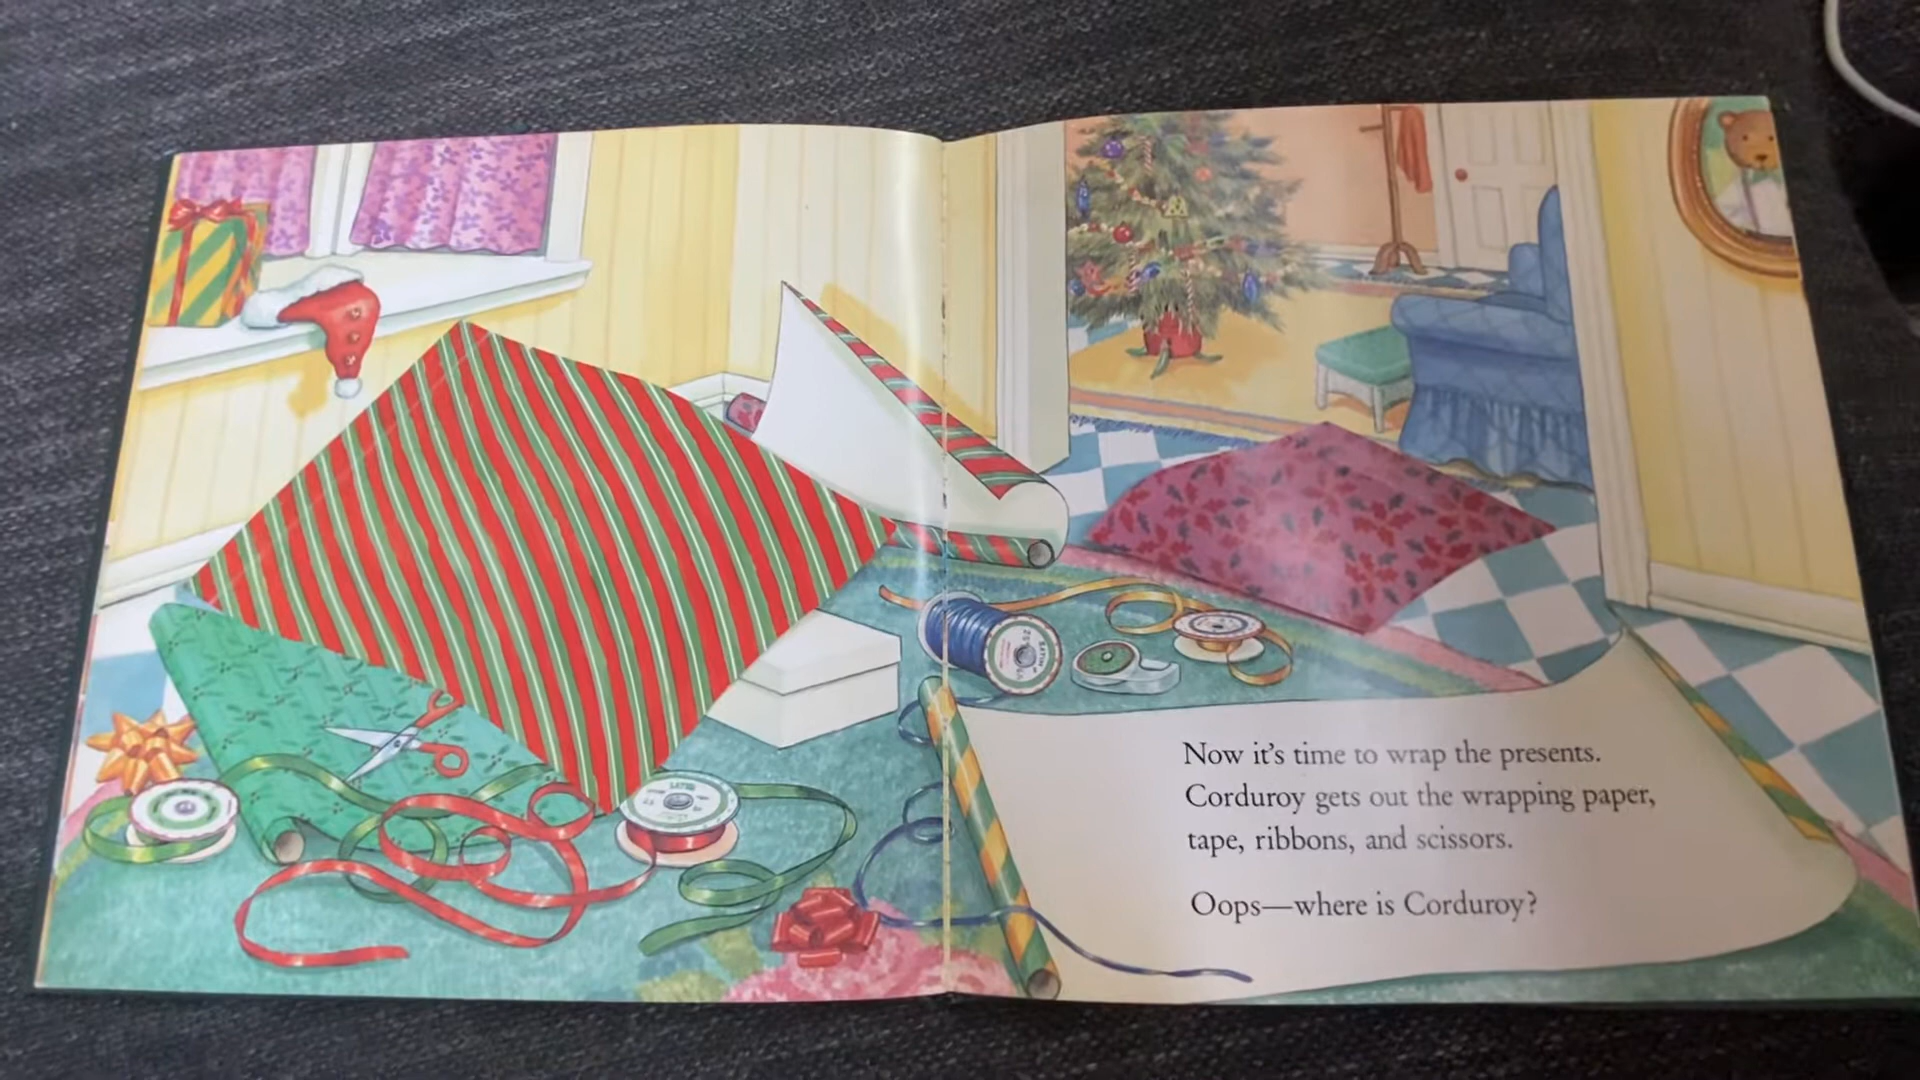 Now it's time to wrap the presents.
Corduroy gets out the wrapping paper,
tape, ribbons, and scissors.
Oops—where is Corduroy?